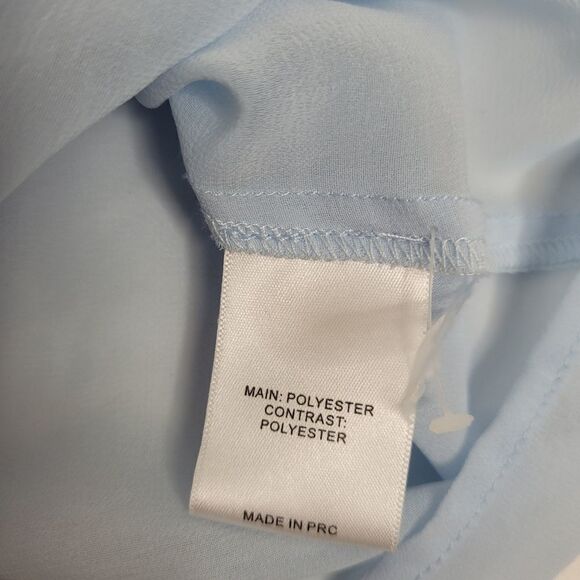 MAIN: POLYESTER
CONTRAST:
POLYESTER
MADE IN PRC